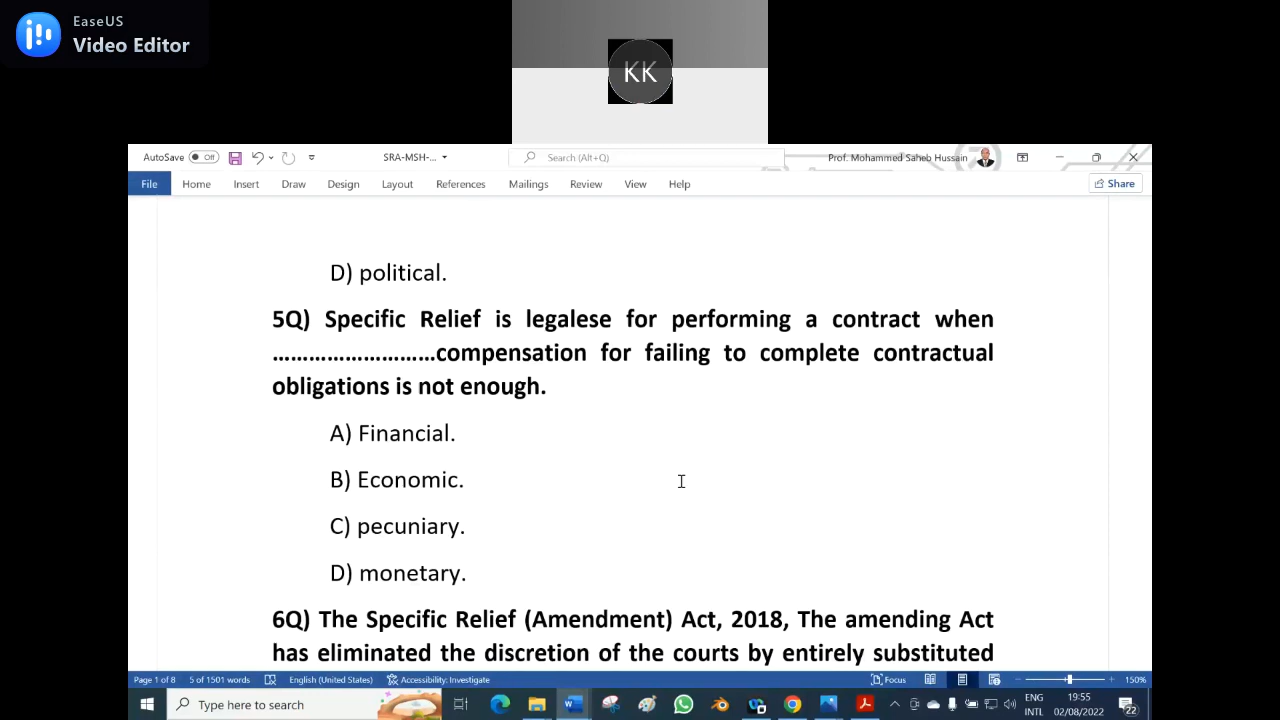 EaseUS
Video Editor
KK
AutoSave Off SRA-MSH-... Search (Alt+Q) Prof. Mohammed Saheb Hussain
File Home Insert Draw Design Layout References Mailings Review View Help Share
D) political.
5Q) Specific Relief is legalese for performing a contract when
………………………compensation for failing to complete contractual
obligations is not enough.
A) Financial.
B) Economic.
C) pecuniary.
D) monetary.
6Q) The Specific Relief (Amendment) Act, 2018, The amending Act
has eliminated the discretion of the courts by entirely substituted
Page 1 of 8 5 of 1501 words English (United States) Accessibility: Investigate Focus 150%
Type here to search ENG 19:55
INTL 02/08/2022 22